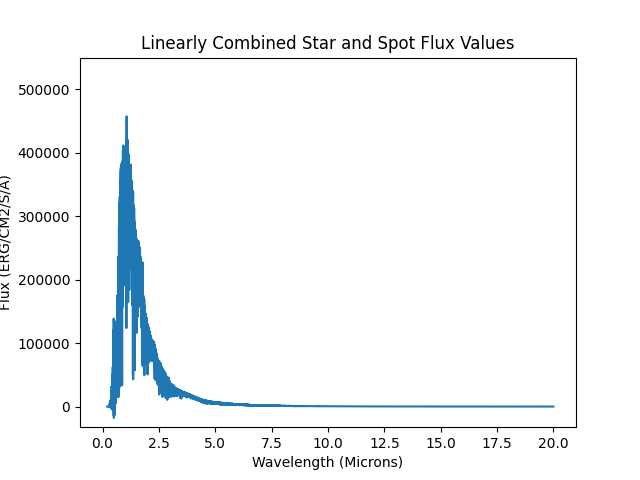 Linearly Combined Star and Spot Flux Values
500000
400000
300000
200000
100000
0
Flux (ERG/CM2/S/A)
0.0 2.5 5.0 7.5 10.0 12.5 15.0 17.5 20.0
Wavelength (Microns)